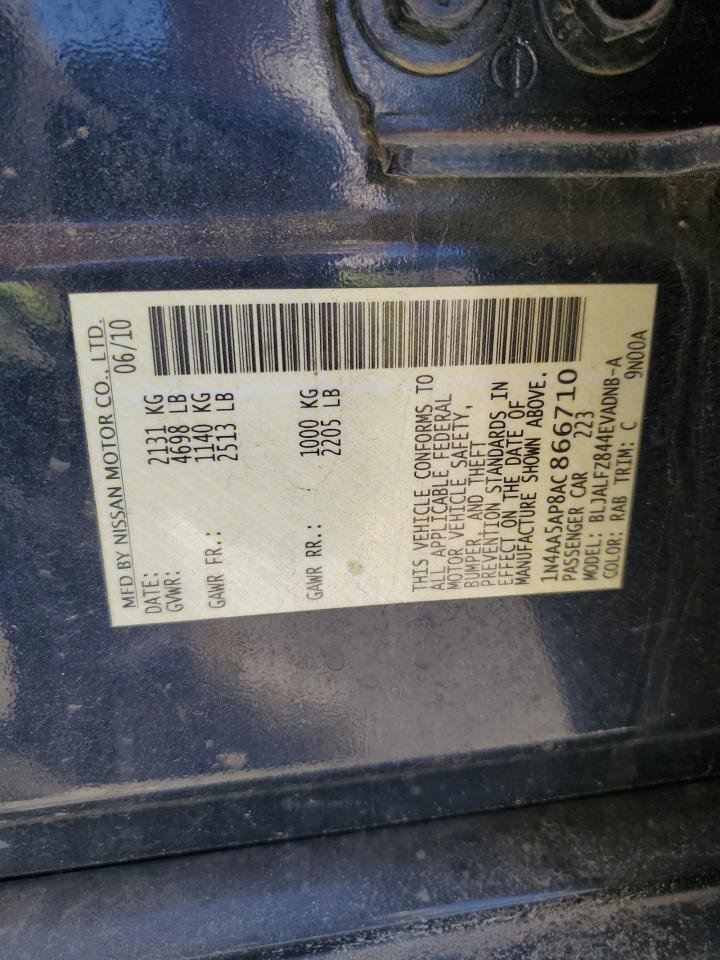 MFD BY NISSAN MOTOR CO., LTD.
DATE: 06/10
GVWR: 2131 KG
4698 LB
GAWR FR.: 1140 KG
2513 LB
GAWR RR.: 1000 KG
2205 LB
THIS VEHICLE CONFORMS TO
ALL APPLICABLE FEDERAL
MOTOR VEHICLE SAFETY,
BUMPER, AND THEFT
PREVENTION STANDARDS IN
EFFECT ON THE DATE OF
MANUFACTURE SHOWN ABOVE.
1N4AA5AP8AC866710
PASSENGER CAR 223
MODEL: BLJALFZ844EVADNB-A
COLOR: RAB TRIM: C 9N00A